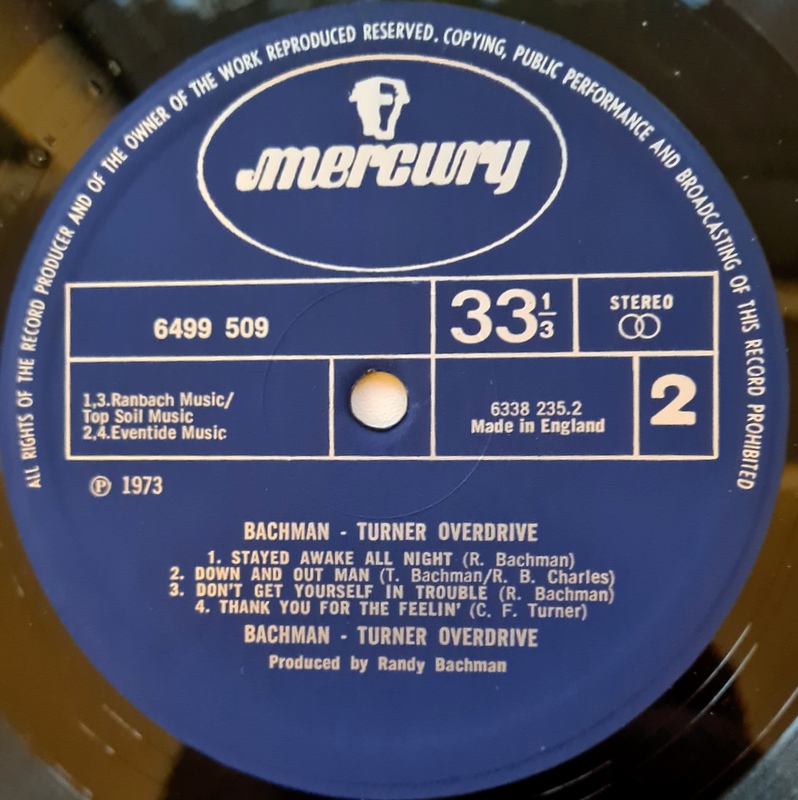 ALL RIGHTS OF THE RECORD PRODUCER AND OF THE OWNER OF THE WORK REPRODUCED RESERVED. COPYING, PUBLIC PERFORMANCE AND BROADCASTING OF THIS RECORD PROHIBITED
mercury
6499 509
33 1/3
STEREO
1,3.Ranbach Music/
Top Soil Music
2,4.Eventide Music
6338 235.2
Made in England
2
Ⓟ 1973
BACHMAN - TURNER OVERDRIVE
1. STAYED AWAKE ALL NIGHT (R. Bachman)
2. DOWN AND OUT MAN (T. Bachman/R. B. Charles)
3. DON'T GET YOURSELF IN TROUBLE (R. Bachman)
4. THANK YOU FOR THE FEELIN' (C. F. Turner)
BACHMAN - TURNER OVERDRIVE
Produced by Randy Bachman